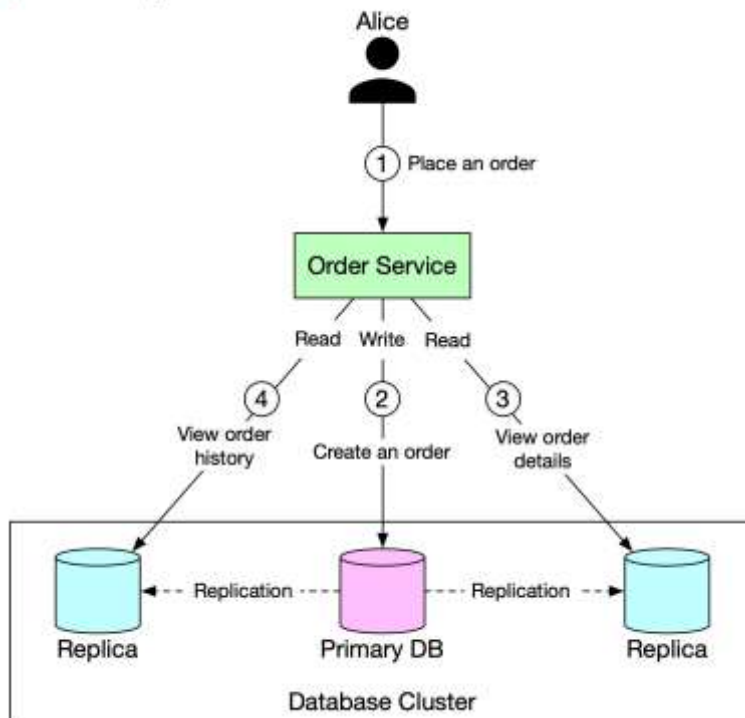 Alice
1
Place an order
Order Service
Read
Write
Read
4
2
3
View order
history
Create an order
View order
details
Replication
Replication
Replica
Primary DB
Replica
Database Cluster